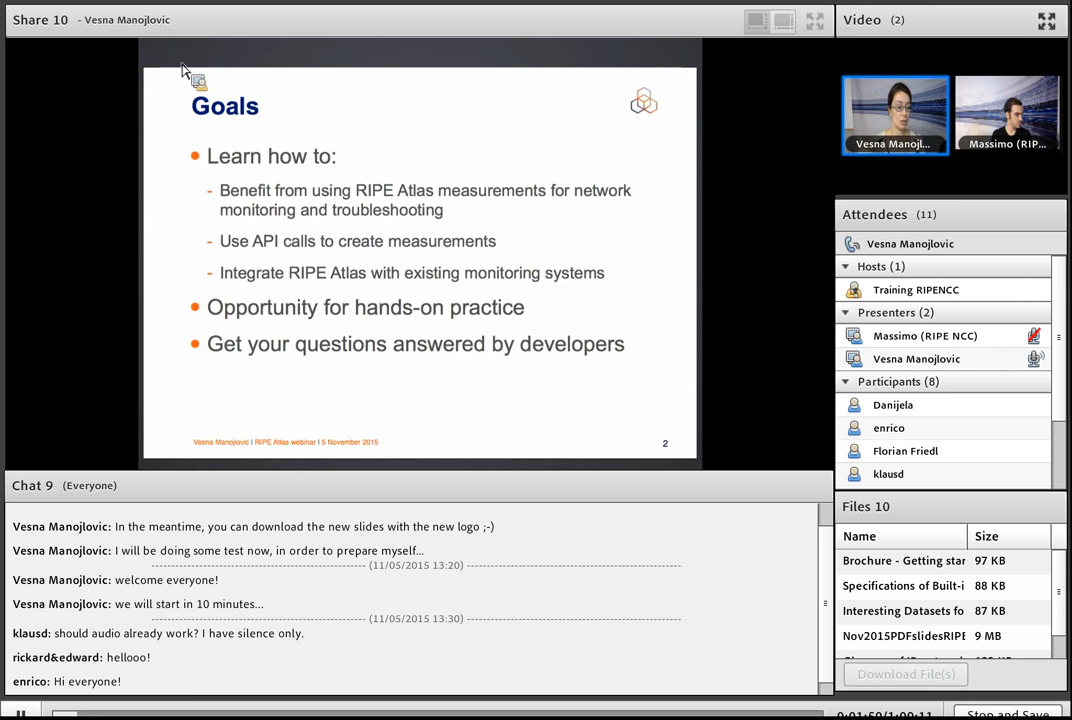 Share 10 - Vesna Manojlovic
Goals
• Learn how to:
- Benefit from using RIPE Atlas measurements for network
monitoring and troubleshooting
- Use API calls to create measurements
- Integrate RIPE Atlas with existing monitoring systems
• Opportunity for hands-on practice
• Get your questions answered by developers
Vesna Manojlovic | RIPE Atlas webinar | 5 November 2015
2
Chat 9 (Everyone)
Vesna Manojlovic: In the meantime, you can download the new slides with the new logo ;-)
Vesna Manojlovic: I will be doing some test now, in order to prepare myself...
(11/05/2015 13:20)
Vesna Manojlovic: welcome everyone!
Vesna Manojlovic: we will start in 10 minutes...
(11/05/2015 13:30)
klausd: should audio already work? I have silence only.
rickard&edward: hellooo!
enrico: Hi everyone!
Video (2)
Vesna Manojl...
Massimo (RIP...
Attendees (11)
Vesna Manojlovic
Hosts (1)
Training RIPENCC
Presenters (2)
Massimo (RIPE NCC)
Vesna Manojlovic
Participants (8)
Danijela
enrico
Florian Friedl
klausd
Files 10
Name Size
Brochure - Getting star 97 KB
Specifications of Built-i 88 KB
Interesting Datasets fo 87 KB
Nov2015PDFslidesRIPE 9 MB
Download File(s)
0:01:50/1:00:11
Stop and Save